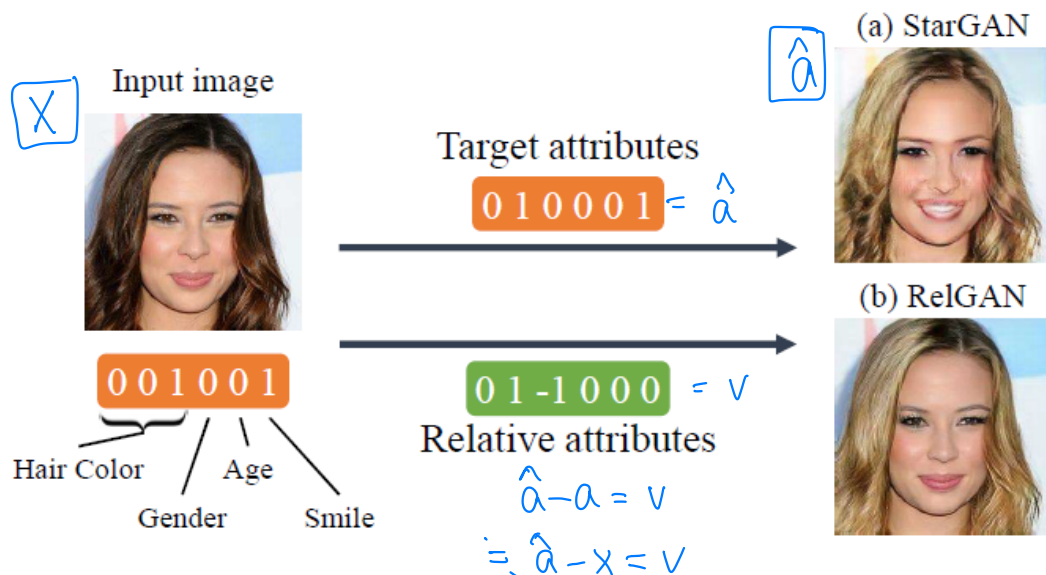 (a) StarGAN
â
Input image
X
Target attributes
0 1 0 0 0 1 = â
(b) RelGAN
0 0 1 0 0 1
0 1 -1 0 0 0 = v
Relative attributes
Hair Color
Age
Gender
Smile
â - a = v
â - x = v